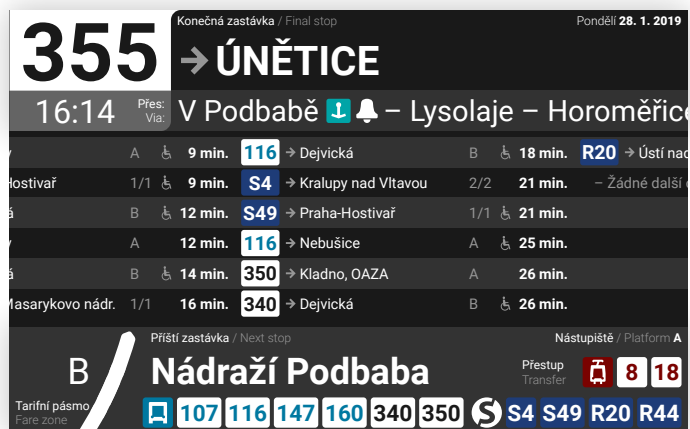 355
Konečná zastávka / Final stop
Pondělí 28. 1. 2019
→ ÚNĚTICE
16:14
Přes:
Via:
V Podbabě – Lysolaje – Horoměřice
A 9 min. 116 → Dejvická B 18 min. R20 → Ústí nad
Hostivař 1/1 9 min. S4 → Kralupy nad Vltavou 2/2 21 min. – Žádné další
á B 12 min. S49 → Praha-Hostivař 1/1 21 min.
A 12 min. 116 → Nebušice A 25 min.
á B 14 min. 350 → Kladno, OAZA A 26 min.
Masarykovo nádr. 1/1 16 min. 340 → Dejvická B 26 min.
B
Tarifní pásmo
Fare zone
Příští zastávka / Next stop
Nástupiště / Platform A
Nádraží Podbaba
Přestup
Transfer
8 18
107 116 147 160 340 350 S S4 S49 R20 R44